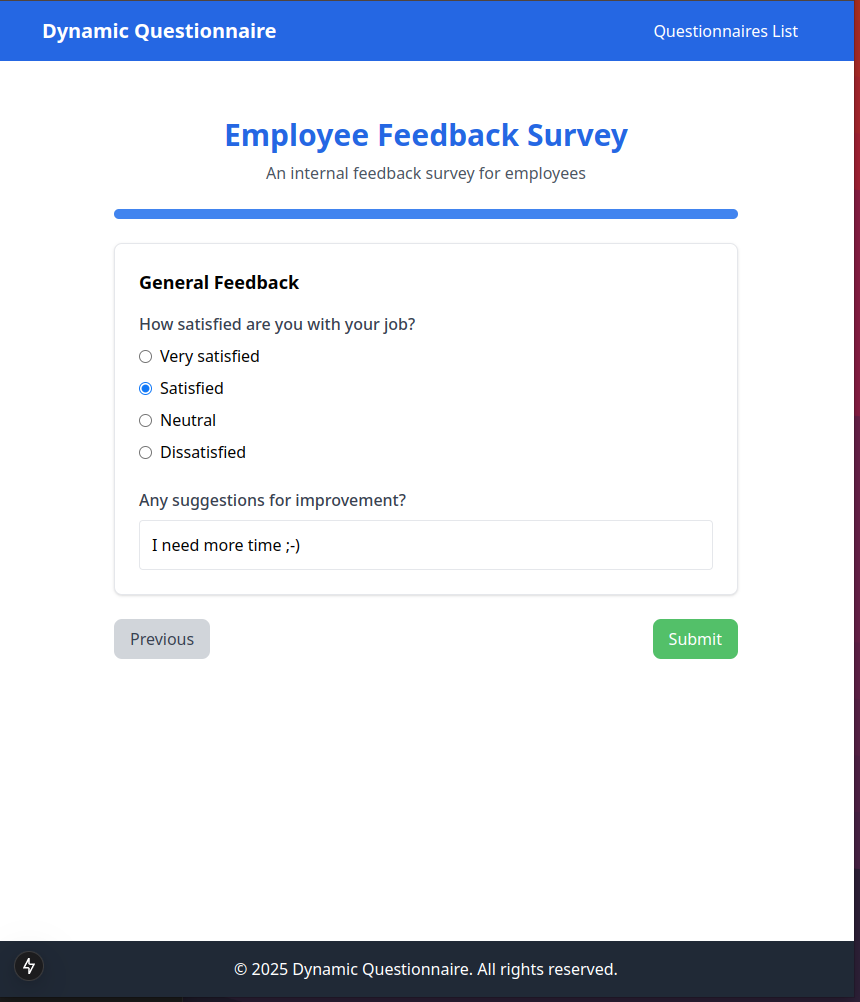 Dynamic Questionnaire
Questionnaires List
Employee Feedback Survey
An internal feedback survey for employees
General Feedback
How satisfied are you with your job?
Very satisfied
Satisfied
Neutral
Dissatisfied
Any suggestions for improvement?
I need more time ;-)
Previous
Submit
© 2025 Dynamic Questionnaire. All rights reserved.